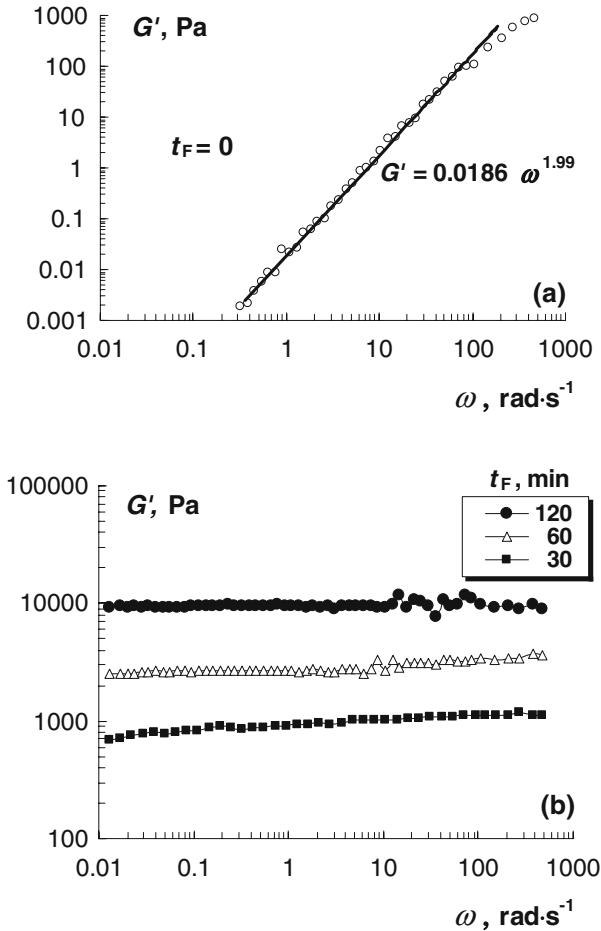 G′, Pa
1000
100
10
1
0.1
0.01
0.001
t_F = 0
G′ = 0.0186 ω^1.99
(a)
0.01 0.1 1 10 100 1000
ω, rad·s⁻¹
G′, Pa
t_F, min
120
60
30
100000
10000
1000
100
(b)
0.01 0.1 1 10 100 1000
ω, rad·s⁻¹